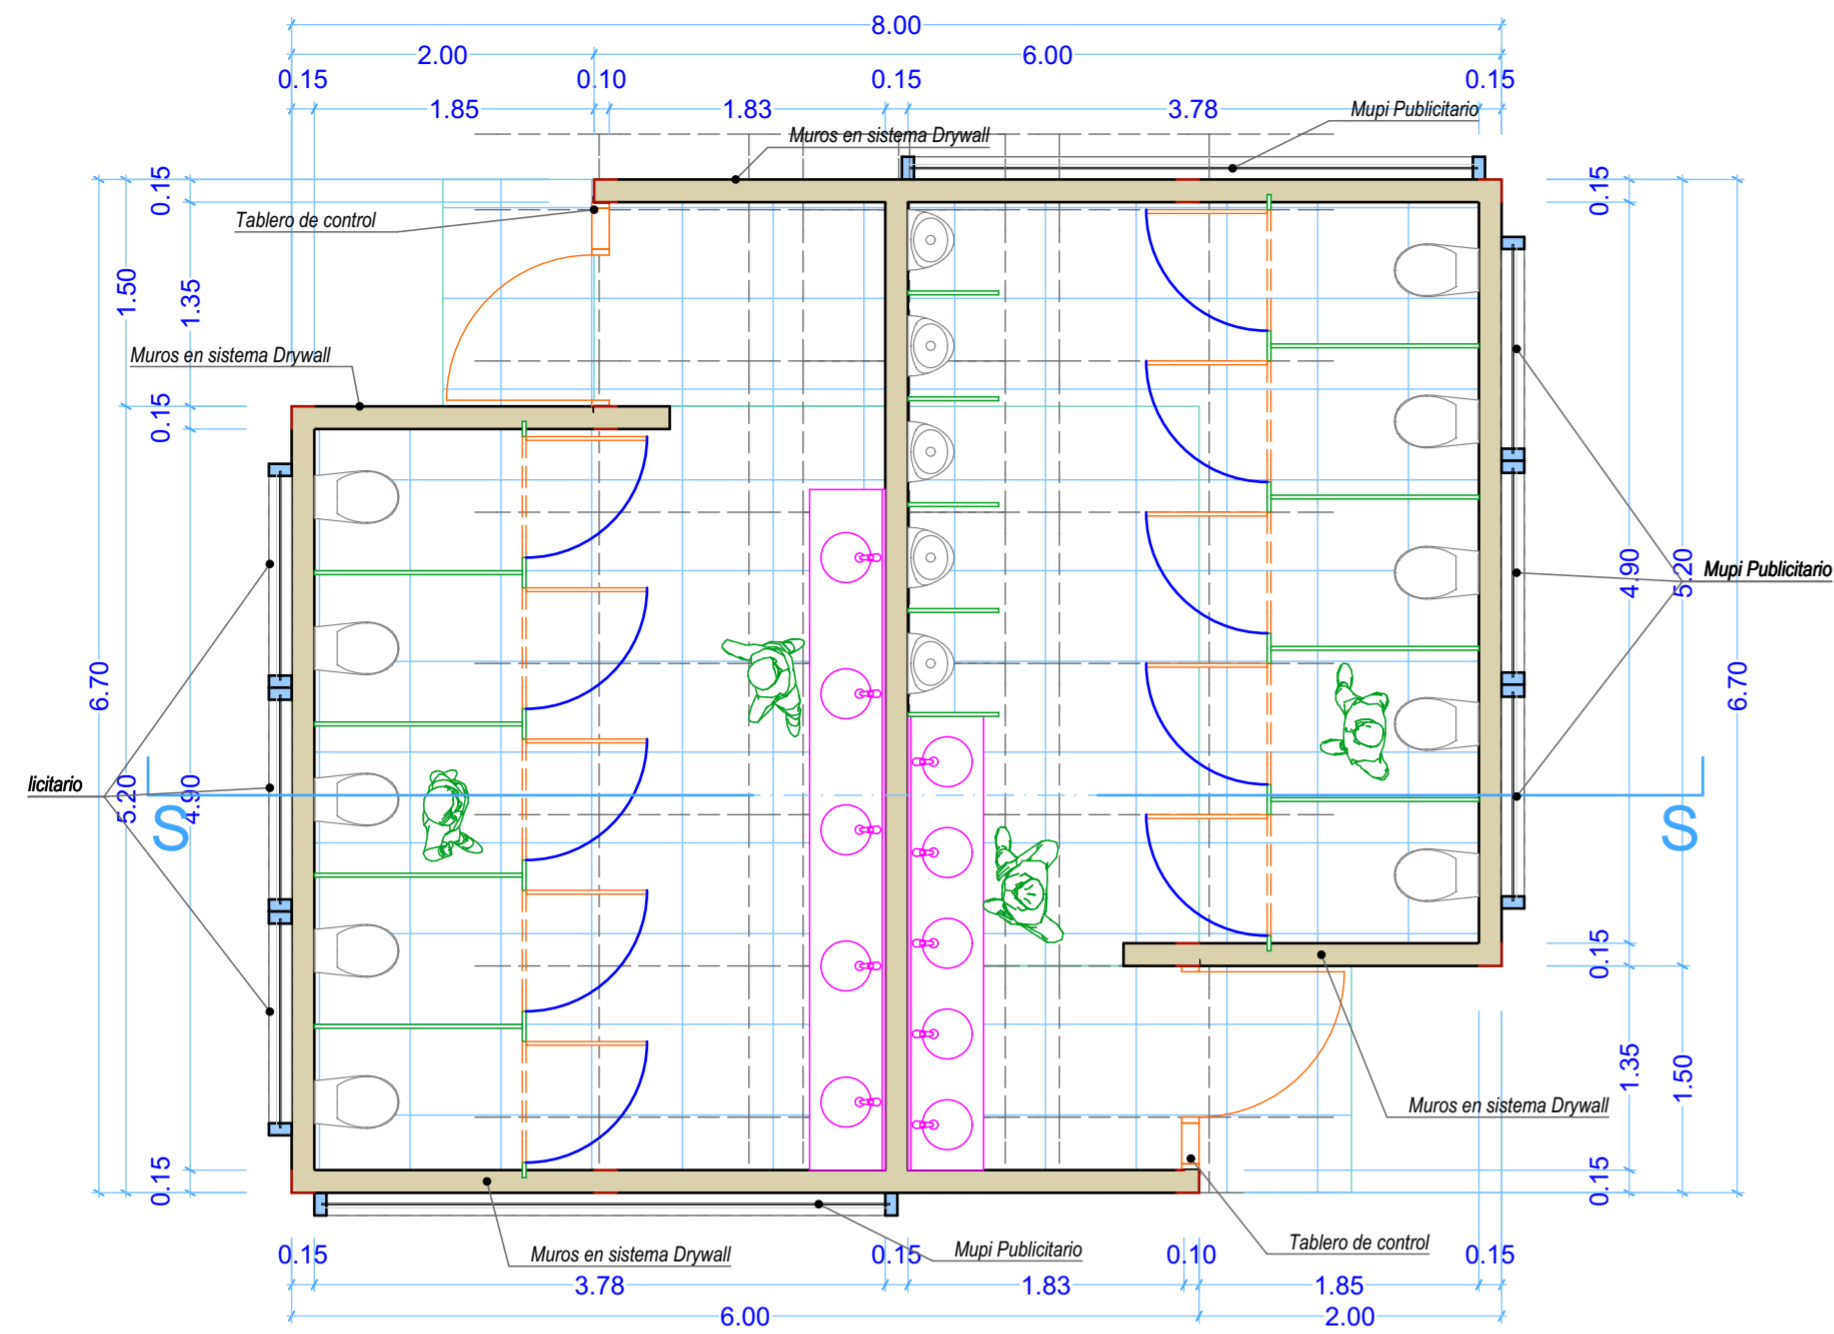 8.00
2.00
6.00
0.15
0.10
0.15
0.15
1.85
1.83
3.78
Mupi Publicitario
Muros en sistema Drywall
0.15
0.15
Tablero de control
1.50
1.35
Muros en sistema Drywall
0.15
4.90
5.20
Mupi Publicitario
6.70
6.70
licitario
5.20
4.90
S
S
0.15
1.35
1.50
Muros en sistema Drywall
0.15
0.15
0.15
Muros en sistema Drywall
0.15
Mupi Publicitario
0.10
Tablero de control
0.15
3.78
1.83
1.85
6.00
2.00